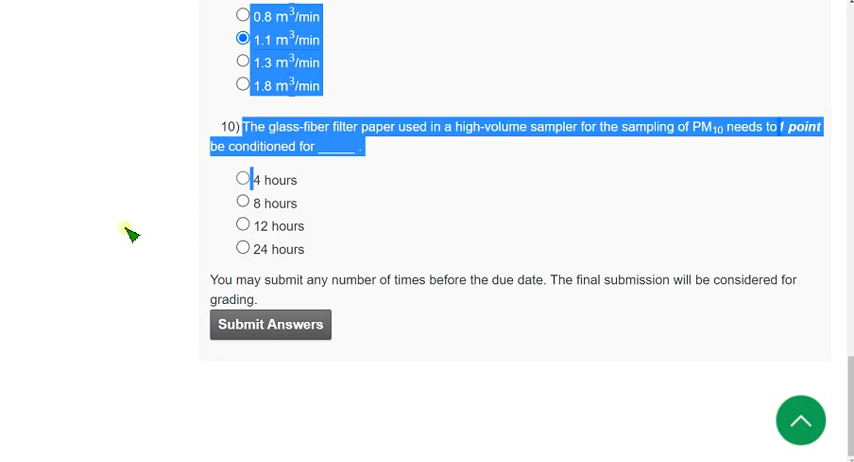 0.8 m³/min
1.1 m³/min
1.3 m³/min
1.8 m³/min
10) The glass-fiber filter paper used in a high-volume sampler for the sampling of PM₁₀ needs to 1 point
be conditioned for _____ .
4 hours
8 hours
12 hours
24 hours
You may submit any number of times before the due date. The final submission will be considered for
grading.
Submit Answers